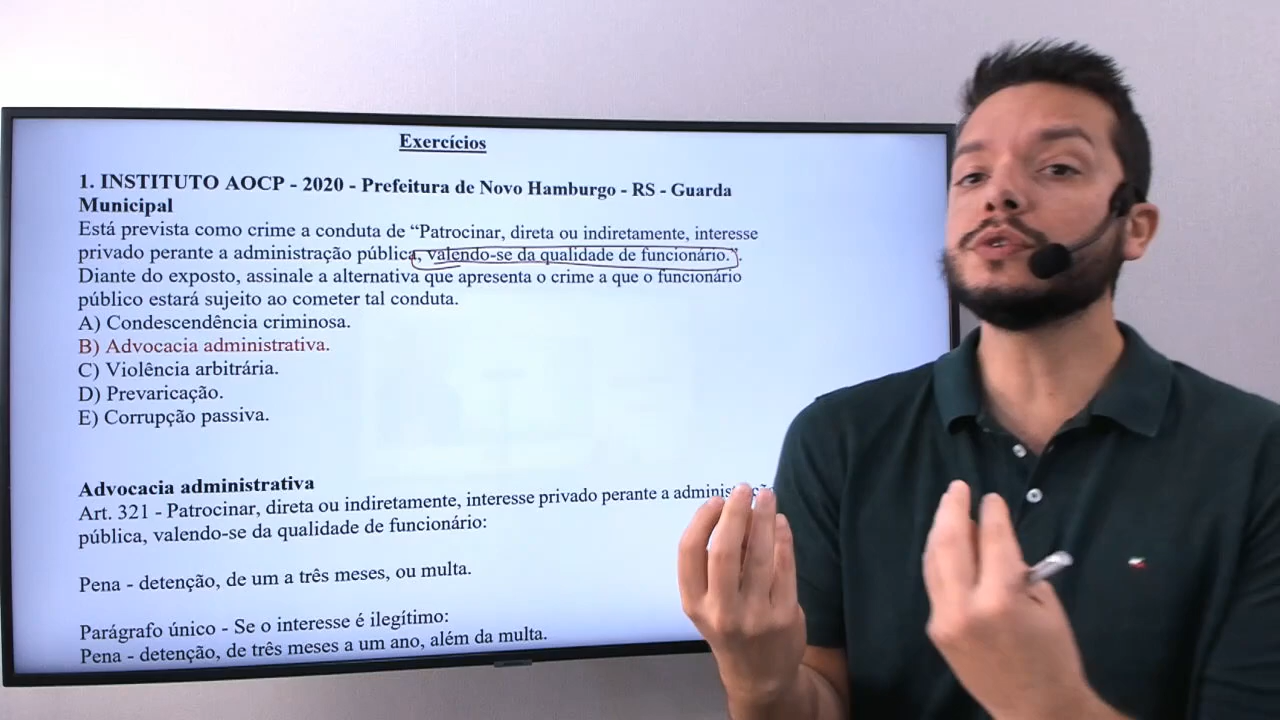 Exercícios
1. INSTITUTO AOCP - 2020 - Prefeitura de Novo Hamburgo - RS - Guarda
Municipal
Está prevista como crime a conduta de “Patrocinar, direta ou indiretamente, interesse
privado perante a administração pública, valendo-se da qualidade de funcionário.”.
Diante do exposto, assinale a alternativa que apresenta o crime a que o funcionário
público estará sujeito ao cometer tal conduta.
A) Condescendência criminosa.
B) Advocacia administrativa.
C) Violência arbitrária.
D) Prevaricação.
E) Corrupção passiva.
Advocacia administrativa
Art. 321 - Patrocinar, direta ou indiretamente, interesse privado perante a administração
pública, valendo-se da qualidade de funcionário:
Pena - detenção, de um a três meses, ou multa.
Parágrafo único - Se o interesse é ilegítimo:
Pena - detenção, de três meses a um ano, além da multa.